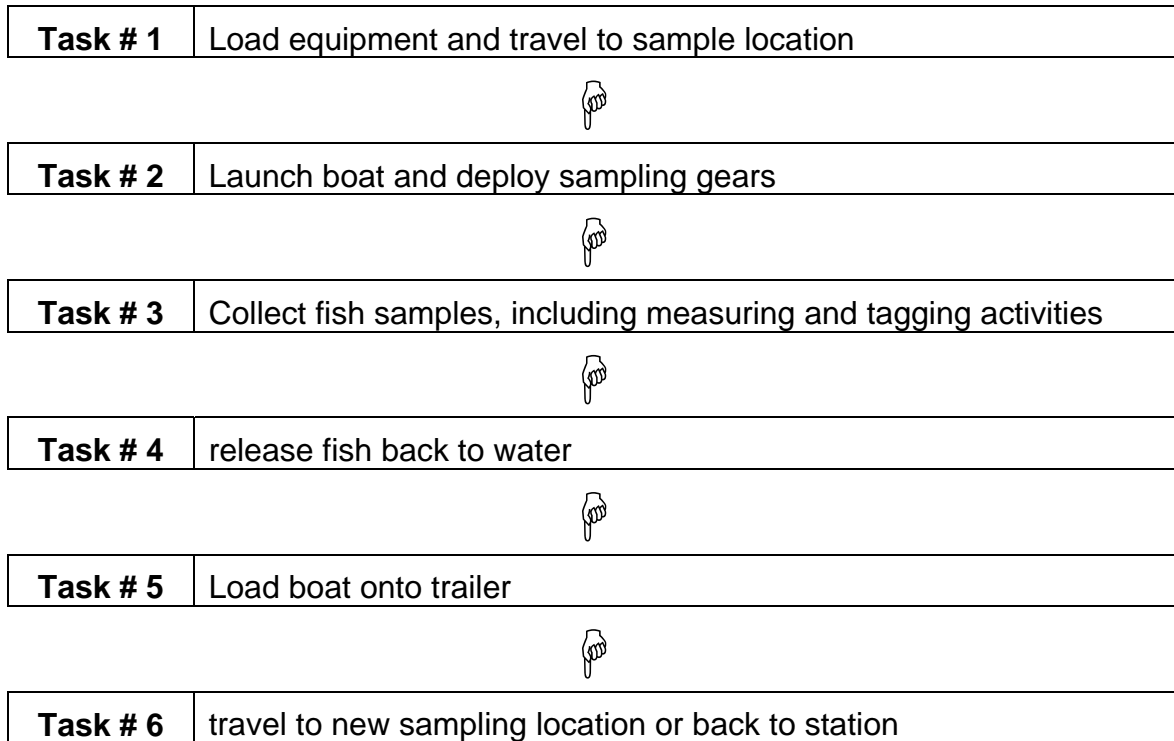 Task # 1 Load equipment and travel to sample location
Task # 2 Launch boat and deploy sampling gears
Task # 3 Collect fish samples, including measuring and tagging activities
Task # 4 release fish back to water
Task # 5 Load boat onto trailer
Task # 6 travel to new sampling location or back to station